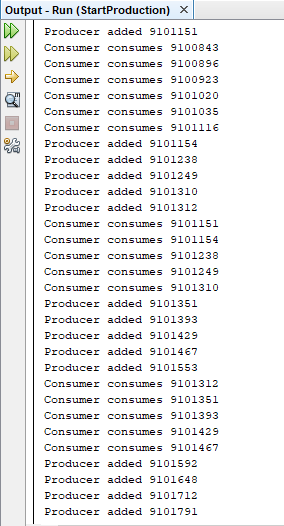 Output - Run (StartProduction)
Producer added 9101151
Consumer consumes 9100843
Consumer consumes 9100896
Consumer consumes 9100923
Consumer consumes 9101020
Consumer consumes 9101035
Consumer consumes 9101116
Producer added 9101154
Producer added 9101238
Producer added 9101249
Producer added 9101310
Producer added 9101312
Consumer consumes 9101151
Consumer consumes 9101154
Consumer consumes 9101238
Consumer consumes 9101249
Consumer consumes 9101310
Producer added 9101351
Producer added 9101393
Producer added 9101429
Producer added 9101467
Producer added 9101553
Consumer consumes 9101312
Consumer consumes 9101351
Consumer consumes 9101393
Consumer consumes 9101429
Consumer consumes 9101467
Producer added 9101592
Producer added 9101648
Producer added 9101712
Producer added 9101791